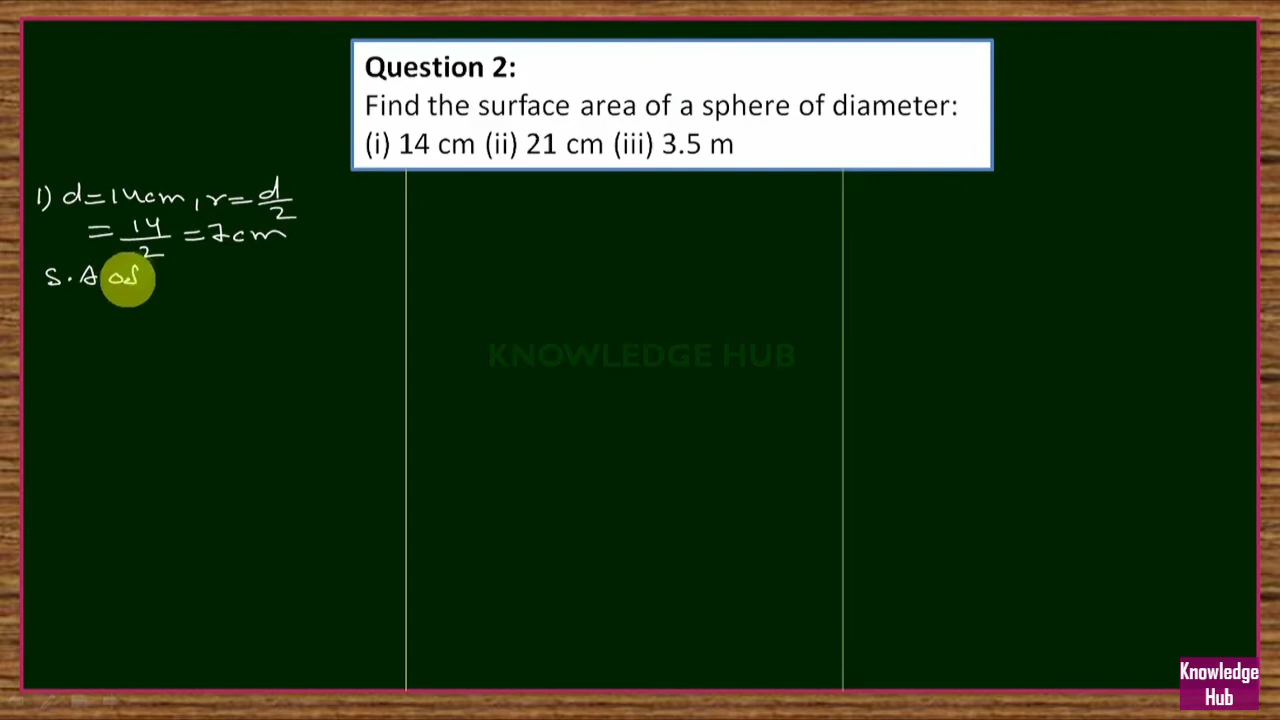 Question 2:
Find the surface area of a sphere of diameter:
(i) 14 cm (ii) 21 cm (iii) 3.5 m
1) d=14cm, r=d/2
=14/2=7cm
S.A of
KNOWLEDGE HUB
Knowledge
Hub